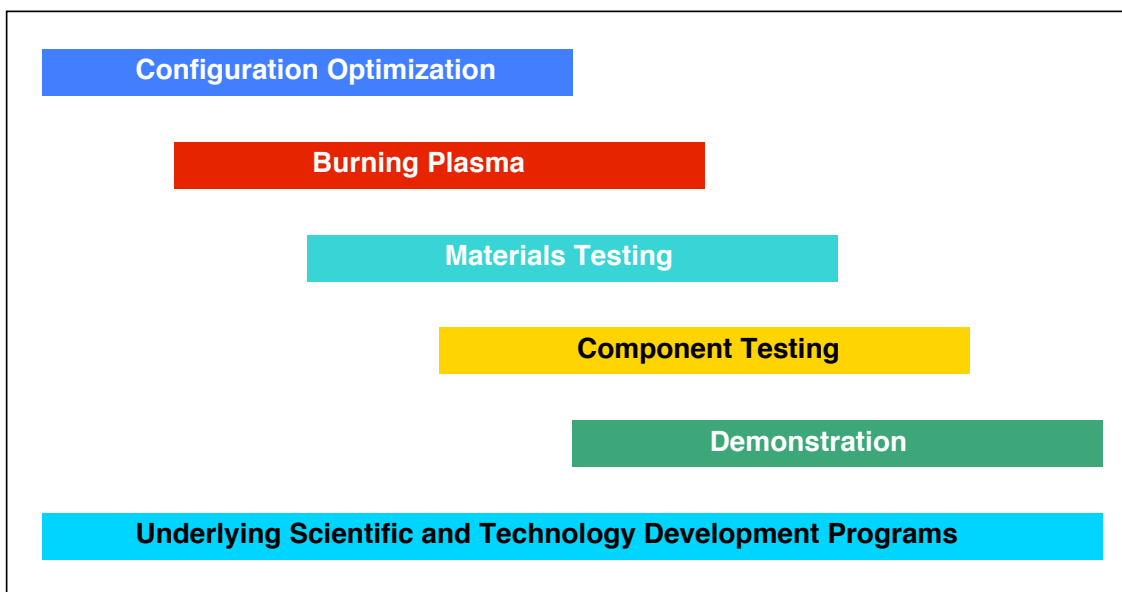 Configuration Optimization
Burning Plasma
Materials Testing
Component Testing
Demonstration
Underlying Scientific and Technology Development Programs